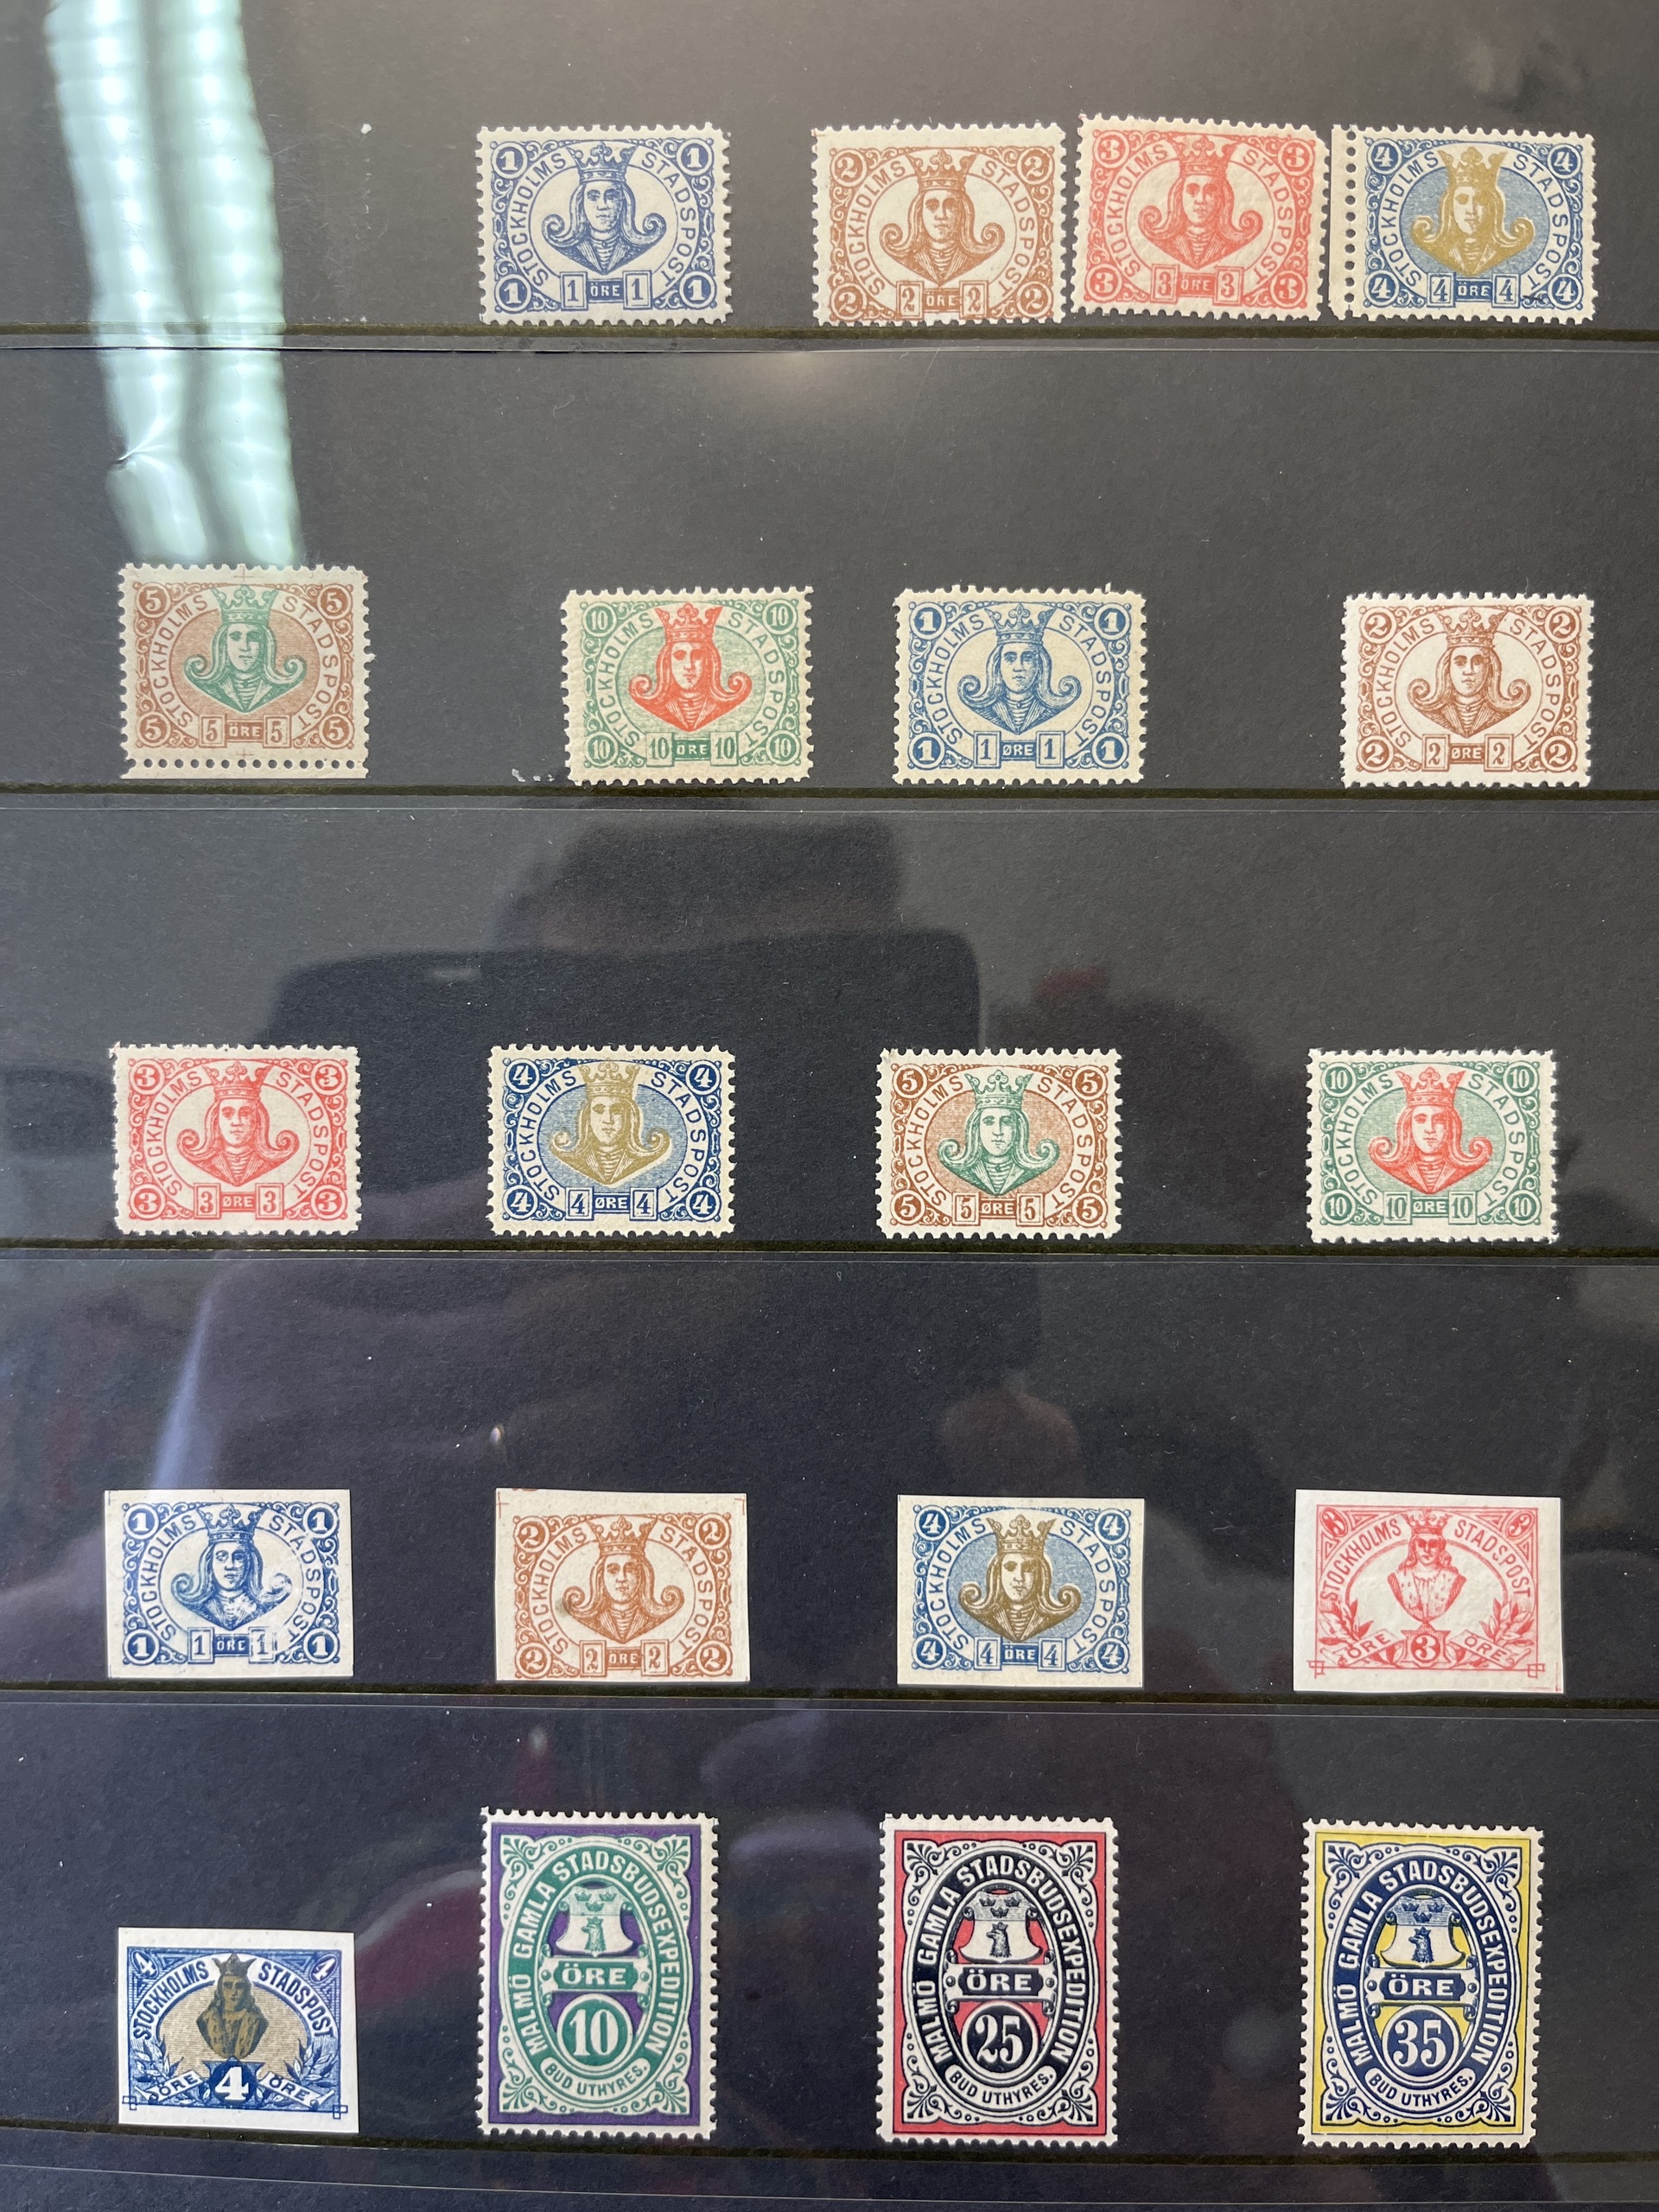 1 STOCKHOLMS STADSPOST 1
1 1 ÖRE 1 1
2 STOCKHOLMS STADSPOST 2
2 2 ÖRE 2 2
3 STOCKHOLMS STADSPOST 3
3 3 ÖRE 3 3
4 STOCKHOLMS STADSPOST 4
4 4 ÖRE 4 4
5 STOCKHOLMS STADSPOST 5
5 5 ÖRE 5 5
10 STOCKHOLMS STADSPOST 10
10 10 ÖRE 10 10
1 STOCKHOLMS STADSPOST 1
1 1 ØRE 1 1
2 STOCKHOLMS STADSPOST 2
2 2 ØRE 2 2
3 STOCKHOLMS STADSPOST 3
3 3 ØRE 3 3
4 STOCKHOLMS STADSPOST 4
4 4 ØRE 4 4
5 STOCKHOLMS STADSPOST 5
5 5 ØRE 5 5
10 STOCKHOLMS STADSPOST 10
10 10 ØRE 10 10
1 STOCKHOLMS STADSPOST 1
1 1 ÖRE 1 1
2 STOCKHOLMS STADSPOST 2
2 2 ÖRE 2 2
4 STOCKHOLMS STADSPOST 4
4 4 ÖRE 4 4
3 STOCKHOLMS STADSPOST 3
ÖRE 3 ÖRE
4 STOCKHOLMS STADSPOST 4
ÖRE 4 ÖRE
MALMÖ GAMLA STADSBUDSEXPEDITION
ÖRE
10
BUD UTHYRES.
MALMÖ GAMLA STADSBUDSEXPEDITION
ÖRE
25
BUD UTHYRES.
MALMÖ GAMLA STADSBUDSEXPEDITION
ÖRE
35
BUD UTHYRES.